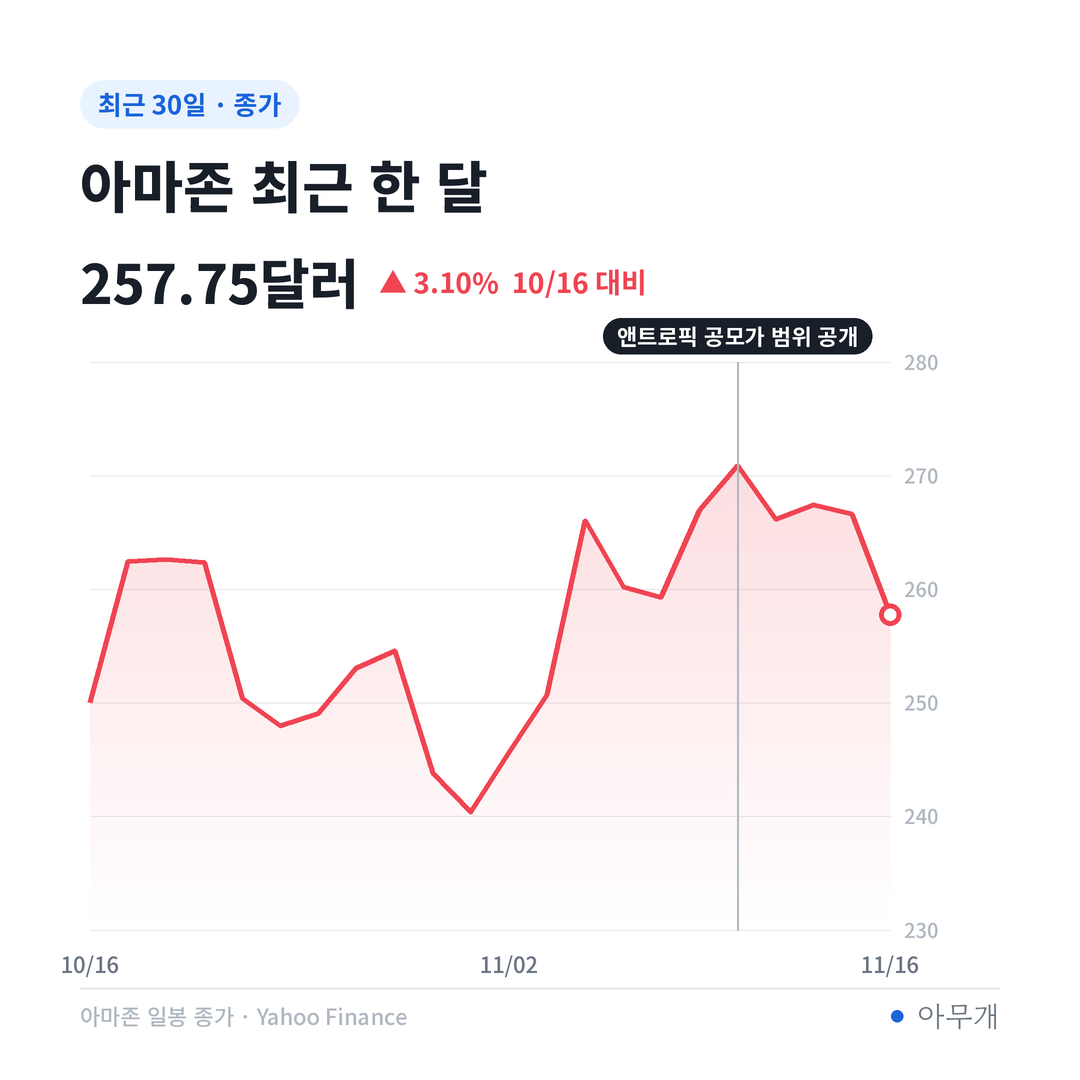 최근 30일 · 종가
아마존 최근 한 달
257.75달러 ▲ 3.10% 10/16 대비
앤트로픽 공모가 범위 공개
280
270
260
250
240
230
10/16 11/02 11/16
아마존 일봉 종가 · Yahoo Finance
아무개